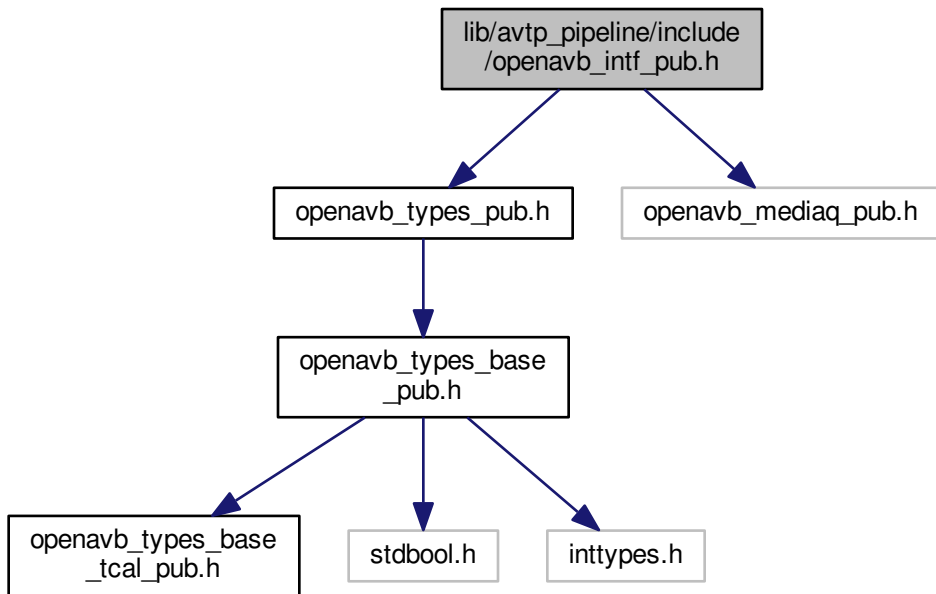 lib/avtp_pipeline/include
/openavb_intf_pub.h
openavb_types_pub.h
openavb_mediaq_pub.h
openavb_types_base
_pub.h
openavb_types_base
_tcal_pub.h
stdbool.h
inttypes.h